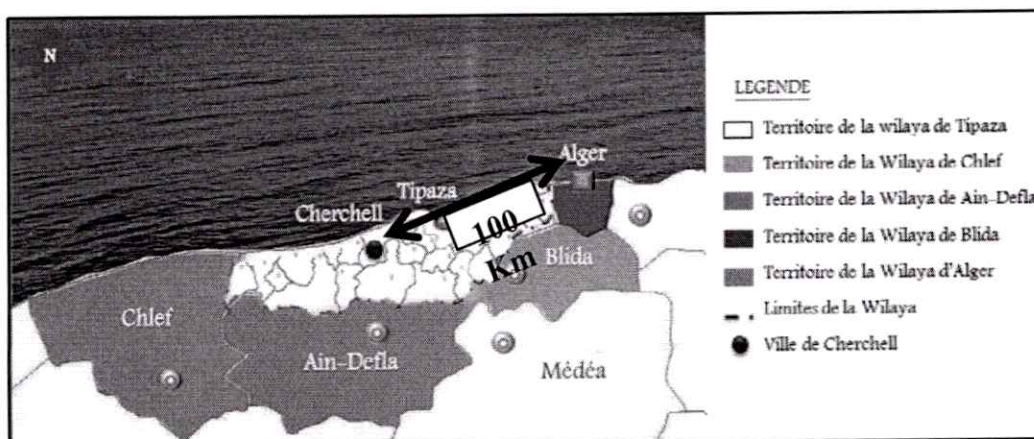 N
Alger
Tipaza
Cherchell
100
Km
Blida
Chlef
Ain-Defla
Médéa
LEGENDE
Territoire de la wilaya de Tipaza
Territoire de la Wilaya de Chlef
Territoire de la Wilaya de Ain-Defla
Territoire de la Wilaya de Blida
Territoire de la Wilaya d'Alger
Limites de la Wilaya
Ville de Cherchell